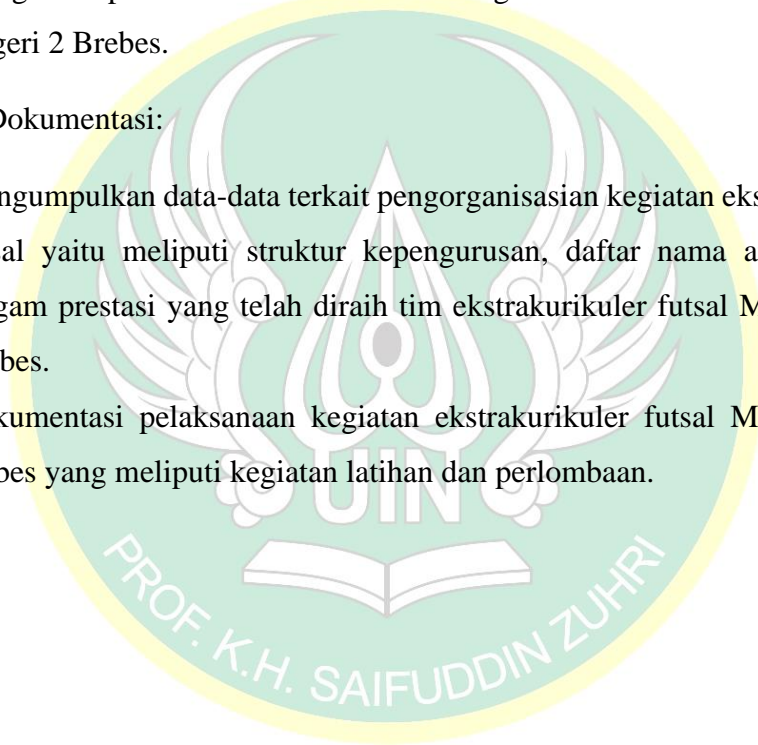 geri 2 Brebes.
Dokumentasi:
ngumpulkan data-data terkait pengorganisasian kegiatan eks
al yaitu meliputi struktur kepengurusan, daftar nama a
gam prestasi yang telah diraih tim ekstrakurikuler futsal M
bes.
kumentasi pelaksanaan kegiatan ekstrakurikuler futsal M
bes yang meliputi kegiatan latihan dan perlombaan.
UIN
PROF. K.H. SAIFUDDIN ZUHRI